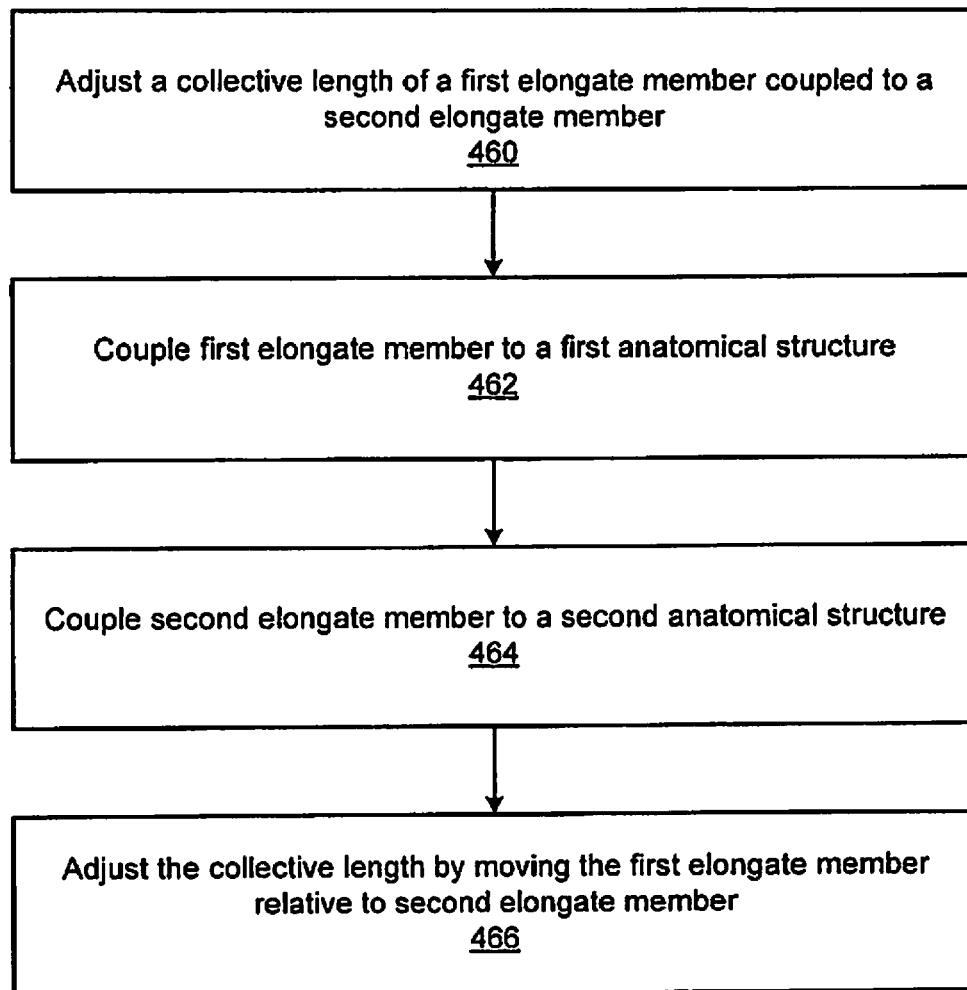 Adjust a collective length of a first elongate member coupled to a
second elongate member
460
Couple first elongate member to a first anatomical structure
462
Couple second elongate member to a second anatomical structure
464
Adjust the collective length by moving the first elongate member
relative to second elongate member
466